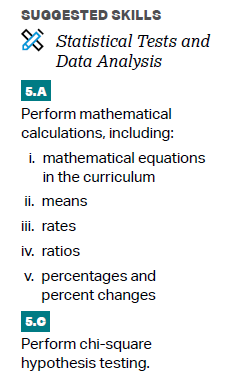 SUGGESTED SKILLS
Statistical Tests and
Data Analysis
5.A
Perform mathematical
calculations, including:
i. mathematical equations
in the curriculum
ii. means
iii. rates
iv. ratios
v. percentages and
percent changes
5.C
Perform chi-square
hypothesis testing.